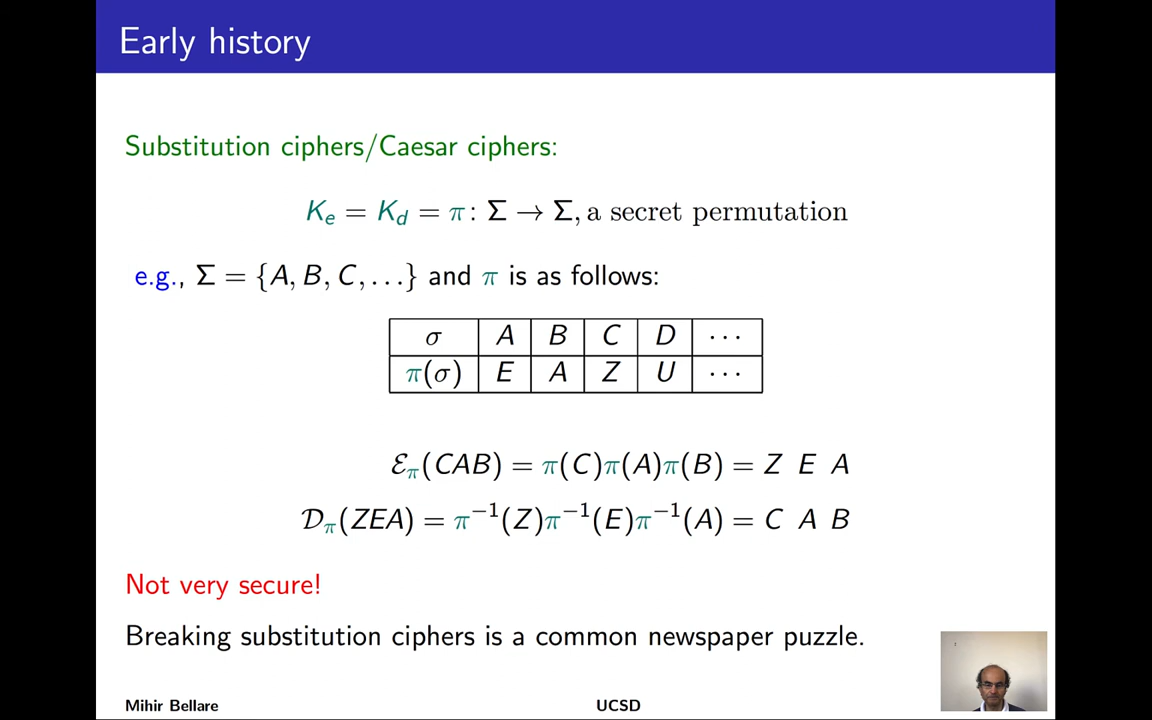 Early history
Substitution ciphers/Caesar ciphers:
Kₑ = K_d = π: Σ → Σ, a secret permutation
e.g., Σ = {A, B, C, . . .} and π is as follows:
σ A B C D · · ·
π(σ) E A Z U · · ·
ℰ_π(CAB) = π(C)π(A)π(B) = Z E A
𝒟_π(ZEA) = π⁻¹(Z)π⁻¹(E)π⁻¹(A) = C A B
Not very secure!
Breaking substitution ciphers is a common newspaper puzzle.
Mihir Bellare UCSD